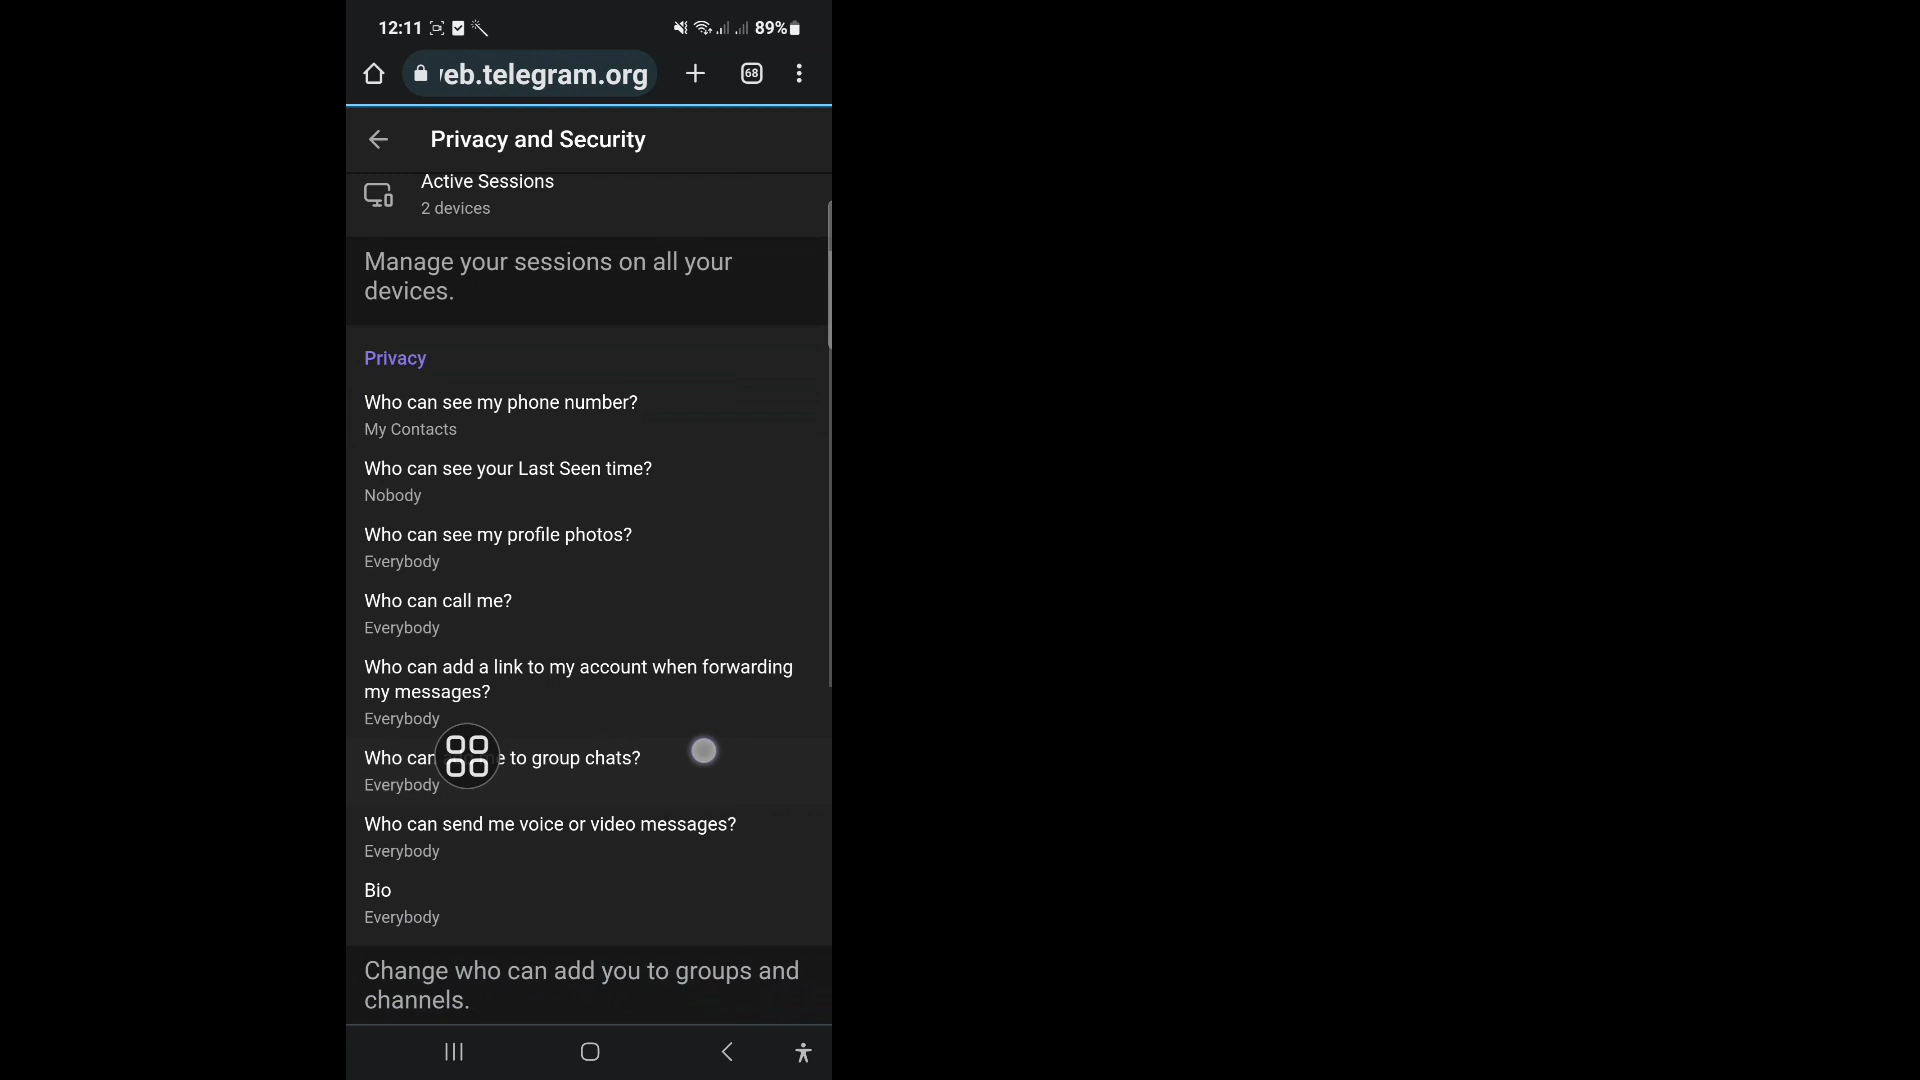 12:11
89%
eb.telegram.org
68
Privacy and Security
Active Sessions
2 devices
Manage your sessions on all your
devices.
Privacy
Who can see my phone number?
My Contacts
Who can see your Last Seen time?
Nobody
Who can see my profile photos?
Everybody
Who can call me?
Everybody
Who can add a link to my account when forwarding
my messages?
Everybody
Who can to group chats?
Everybody
Who can send me voice or video messages?
Everybody
Bio
Everybody
Change who can add you to groups and
channels.